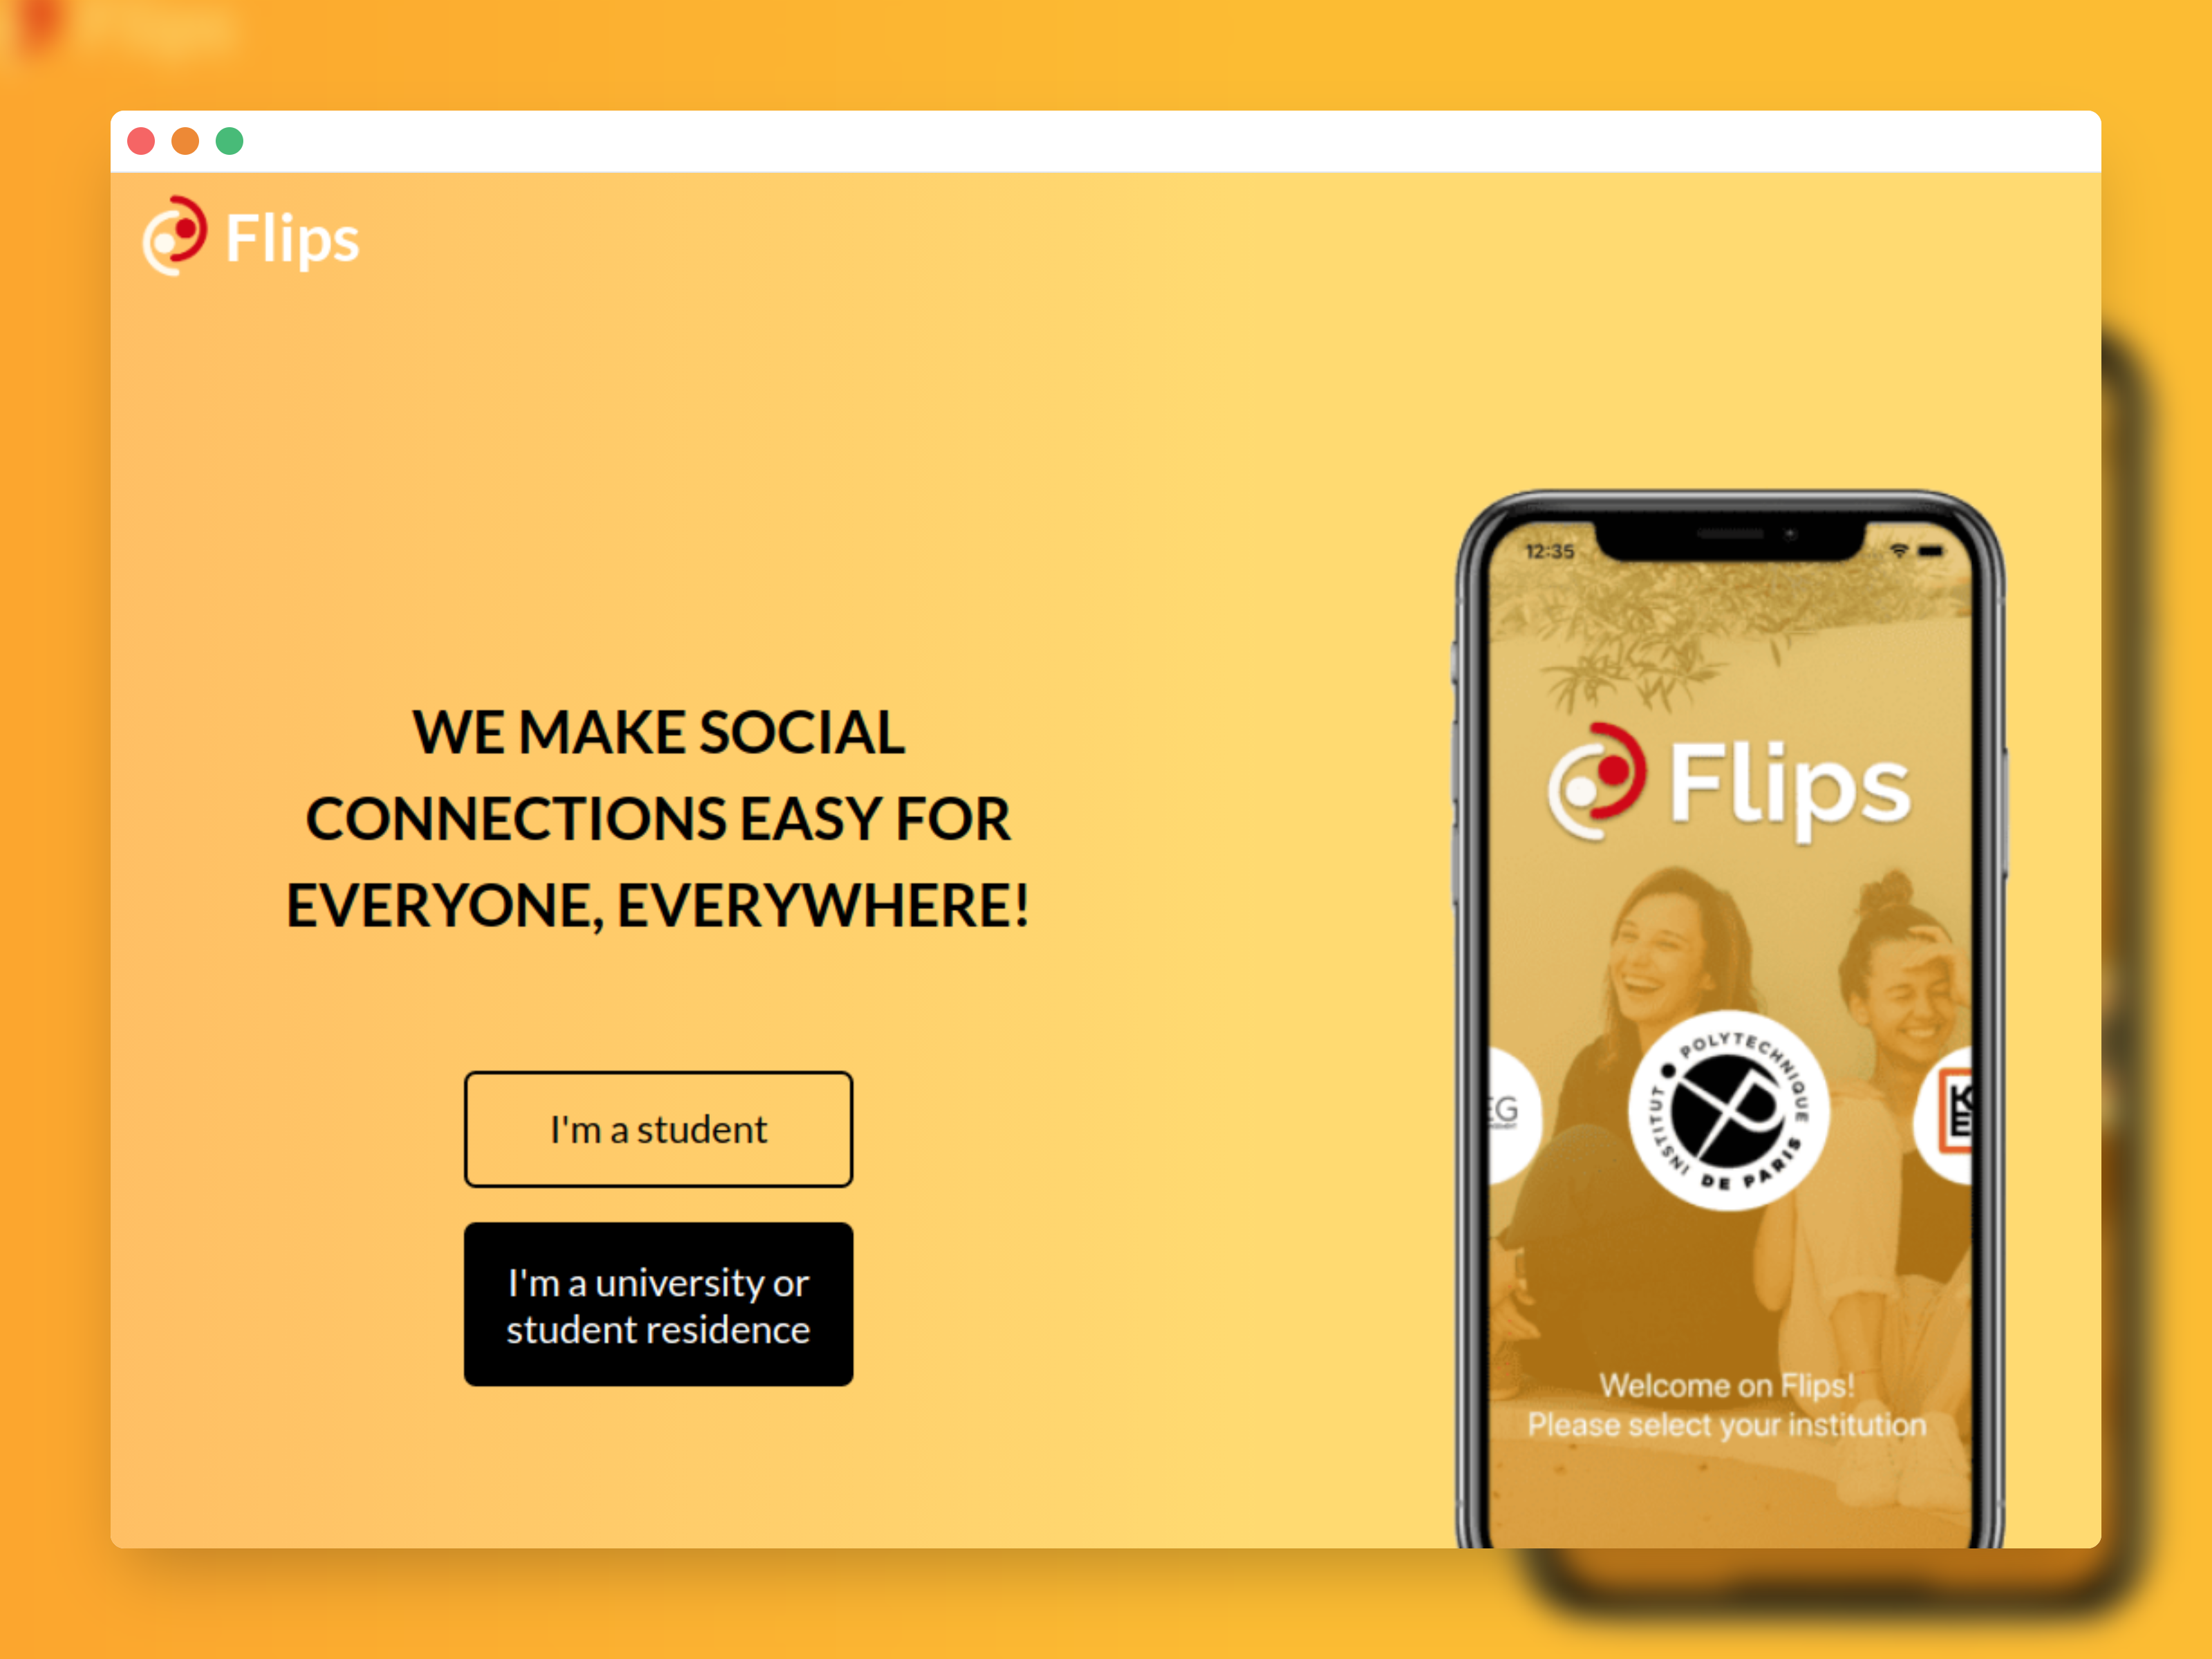 Flips
WE MAKE SOCIAL
CONNECTIONS EASY FOR
EVERYONE, EVERYWHERE!
I'm a student
I'm a university or
student residence
12:35
Flips
EG
INSTITUT POLYTECHNIQUE
DE PARIS
Welcome on Flips!
Please select your institution